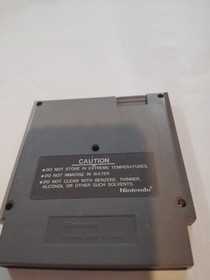 CAUTION
•DO NOT STORE IN EXTREME TEMPERATURES.
•DO NOT IMMERSE IN WATER.
•DO NOT CLEAN WITH BENZENE, THINNER,
ALCOHOL OR OTHER SUCH SOLVENTS.
Nintendo